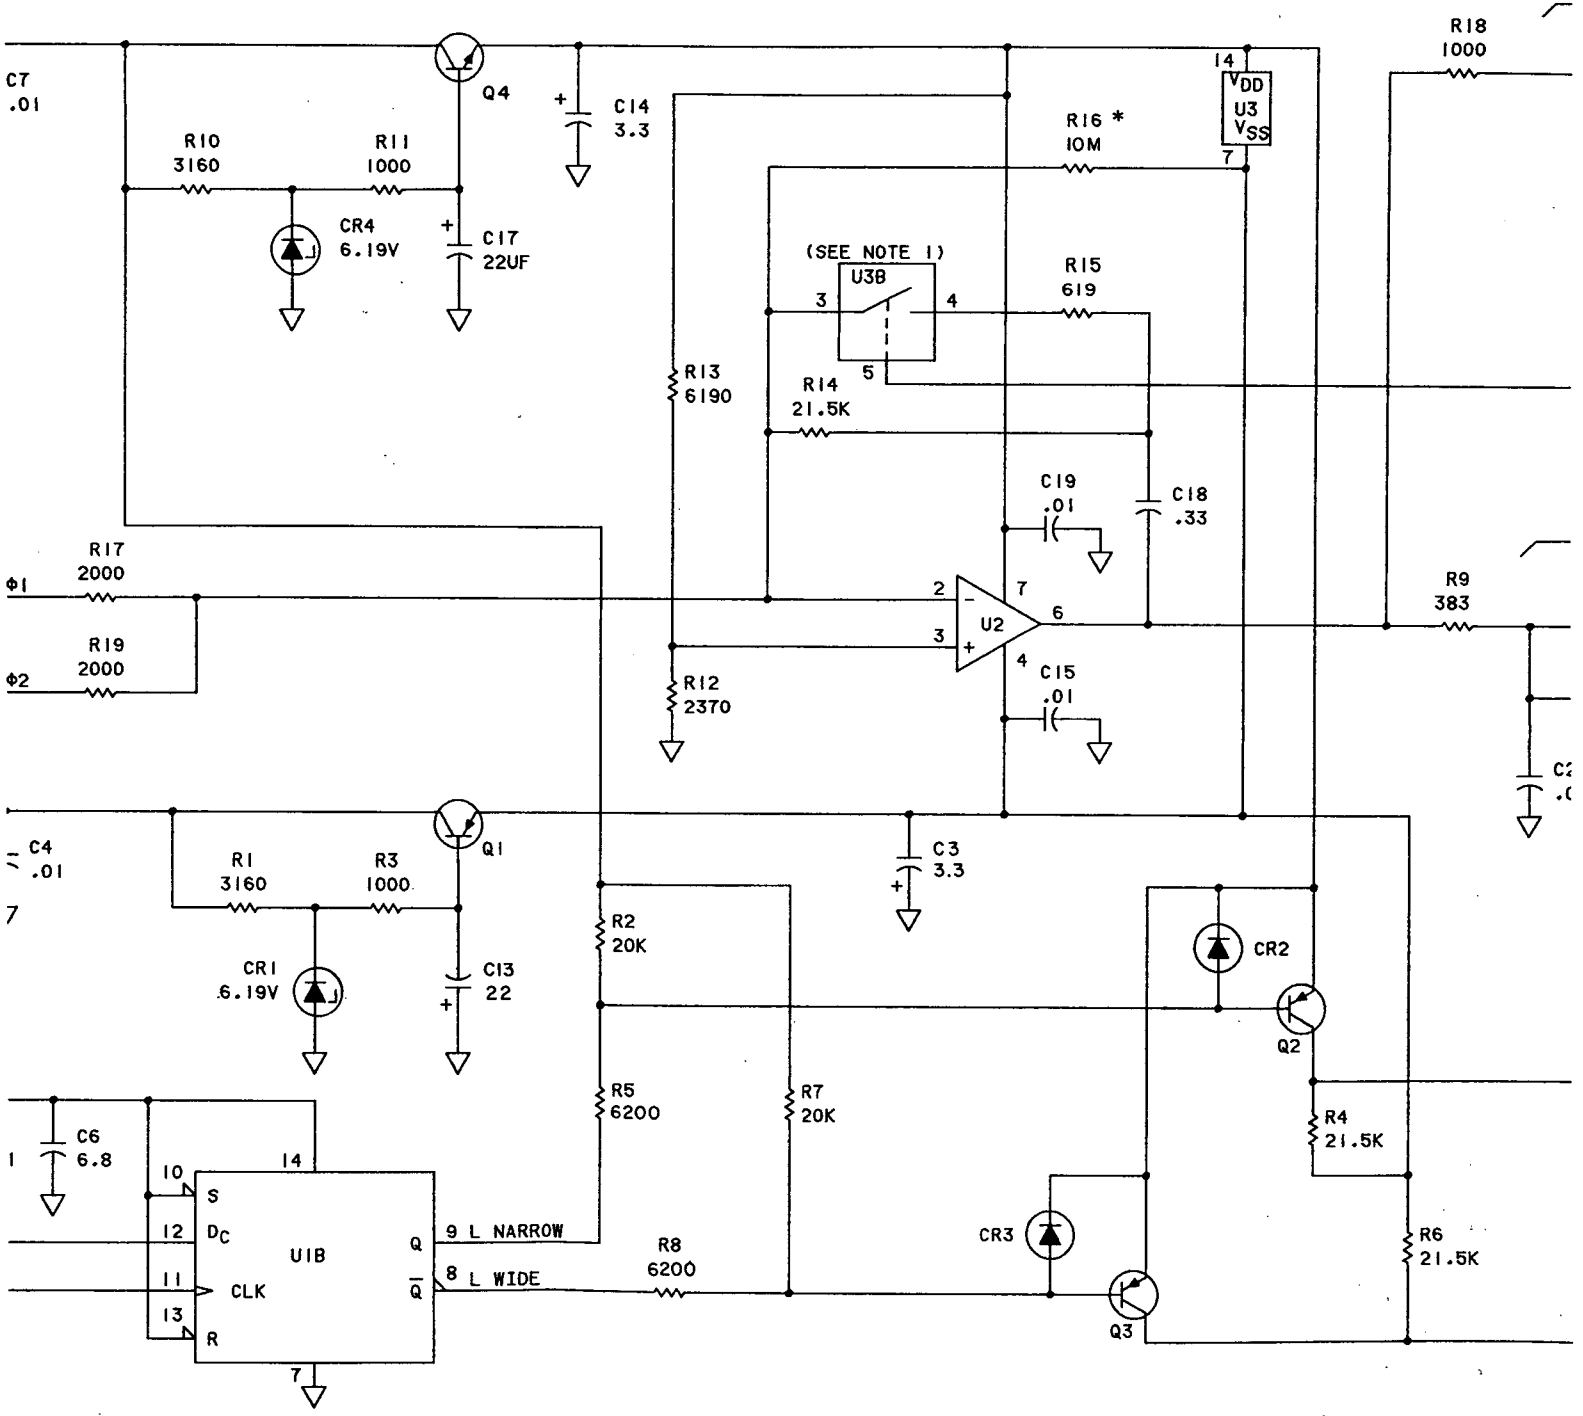 R18
1000
C7
.01
Q4
+
C14
3.3
14
VDD
U3
VSS
7
R16 *
10M
R10
3160
R11
1000
CR4
6.19V
+
C17
22UF
(SEE NOTE 1)
U3B
3
4
5
R15
619
R13
6190
R14
21.5K
C19
.01
C18
.33
R17
2000
Φ1
R19
2000
Φ2
2
-
7
U2
6
3
+
4
R9
383
R12
2370
C15
.01
C2
C4
.01
Q1
R1
3160
R3
1000
C3
3.3
+
7
R2
20K
CR2
CR1
6.19V
C13
22
+
Q2
R5
6200
R7
20K
R4
21.5K
C6
6.8
1
14
10
S
12
DC
U1B
Q
9 L NARROW
11
CLK
Q̅
8 L WIDE
13
R
7
R8
6200
CR3
Q3
R6
21.5K